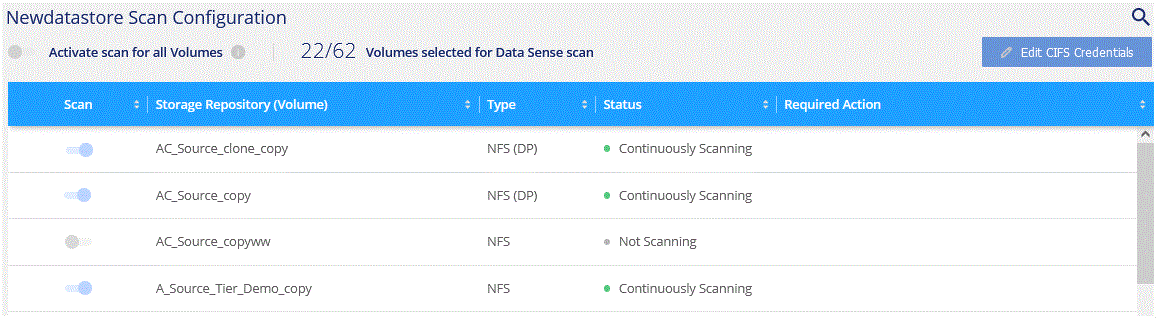 Newdatastore Scan Configuration
Activate scan for all Volumes i 22/62 Volumes selected for Data Sense scan Edit CIFS Credentials
Scan Storage Repository (Volume) Type Status Required Action
AC_Source_clone_copy NFS (DP) Continuously Scanning
AC_Source_copy NFS (DP) Continuously Scanning
AC_Source_copyww NFS Not Scanning
A_Source_Tier_Demo_copy NFS Continuously Scanning